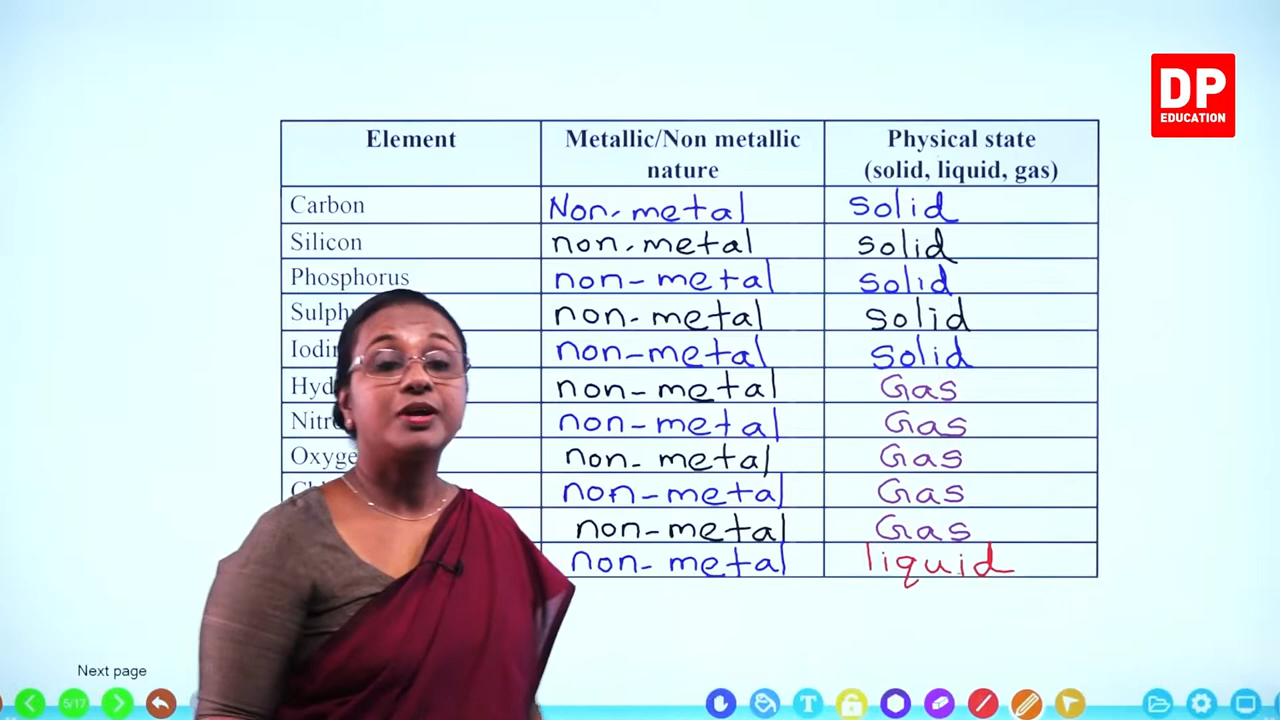 DP
EDUCATION
Element Metallic/Non metallic Physical state
nature (solid, liquid, gas)
Carbon Non-metal solid
Silicon non-metal solid
Phosphorus non-metal solid
non-metal solid
non-metal solid
non-metal Gas
non-metal Gas
non-metal Gas
non-metal Gas
non-metal Gas
non-metal liquid
Next page
5/17
T